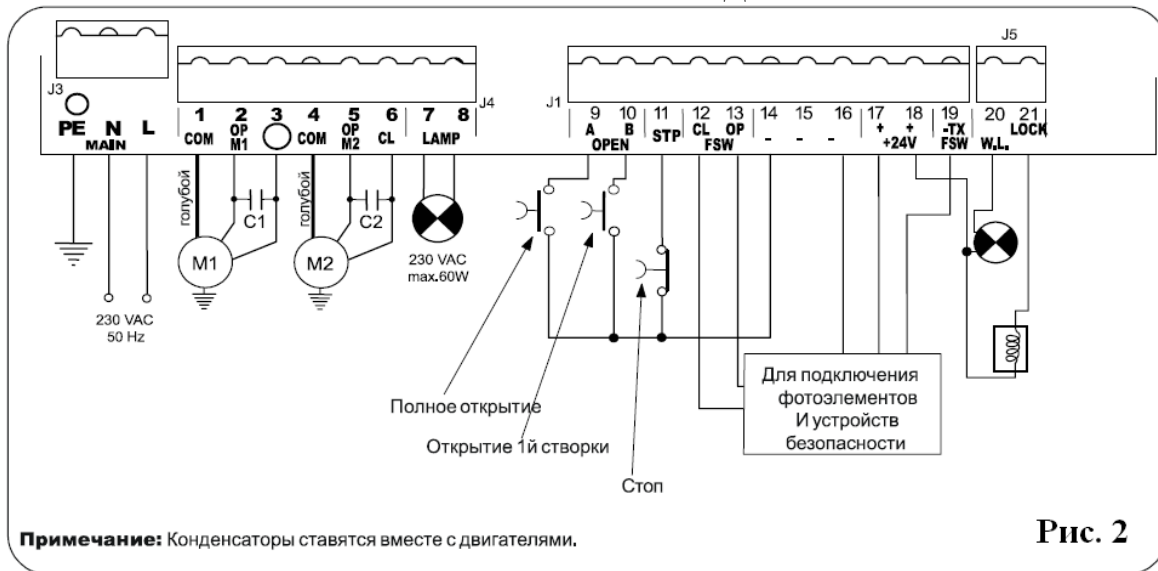 J5
J3
J4
J1
1 2 3 4 5 6 7 8
9 10 11 12 13 14 15 16 17 18 19 20 21
PE N L
MAIN
COM
OP
M1
COM
OP
M2
CL
LAMP
A B
OPEN
STP
CL OP
FSW
- - -
+ +
+24V
-TX
FSW
W.L.
LOCK
голубой
C1
голубой
C2
M1
M2
230 VAC
max.60W
230 VAC
50 Hz
Полное открытие
Открытие 1й створки
Стоп
Для подключения
фотоэлементов
И устройств
безопасности
Примечание: Конденсаторы ставятся вместе с двигателями.
Рис. 2